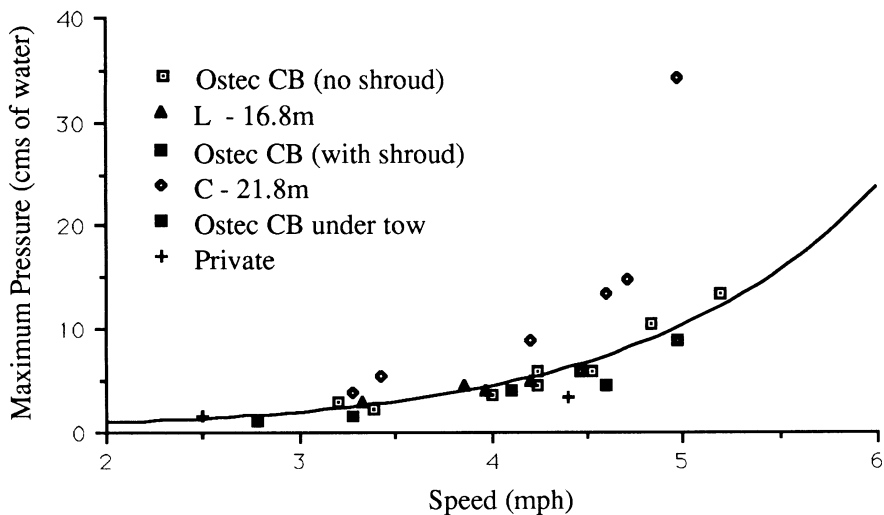 Maximum Pressure (cms of water)
40
30
20
10
0
Ostec CB (no shroud)
L - 16.8m
Ostec CB (with shroud)
C - 21.8m
Ostec CB under tow
Private
2 3 4 5 6
Speed (mph)